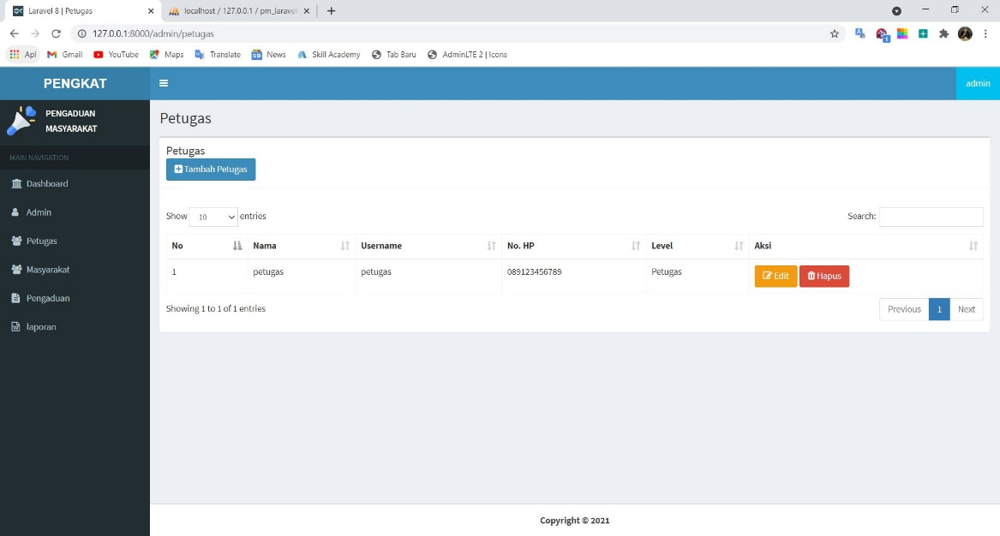 Laravel 8 | Petugas
localhost / 127.0.0.1 / pm_laravel
127.0.0.1:8000/admin/petugas
Apl Gmail YouTube Maps Translate News Skill Academy Tab Baru AdminLTE 2 | Icons
PENGKAT
admin
PENGADUAN
MASYARAKAT
MAIN NAVIGATION
Dashboard
Admin
Petugas
Masyarakat
Pengaduan
laporan
Petugas
Petugas
Tambah Petugas
Show 10 entries
Search:
No Nama Username No. HP Level Aksi
1 petugas petugas 089123456789 Petugas Edit Hapus
Showing 1 to 1 of 1 entries
Previous 1 Next
Copyright © 2021